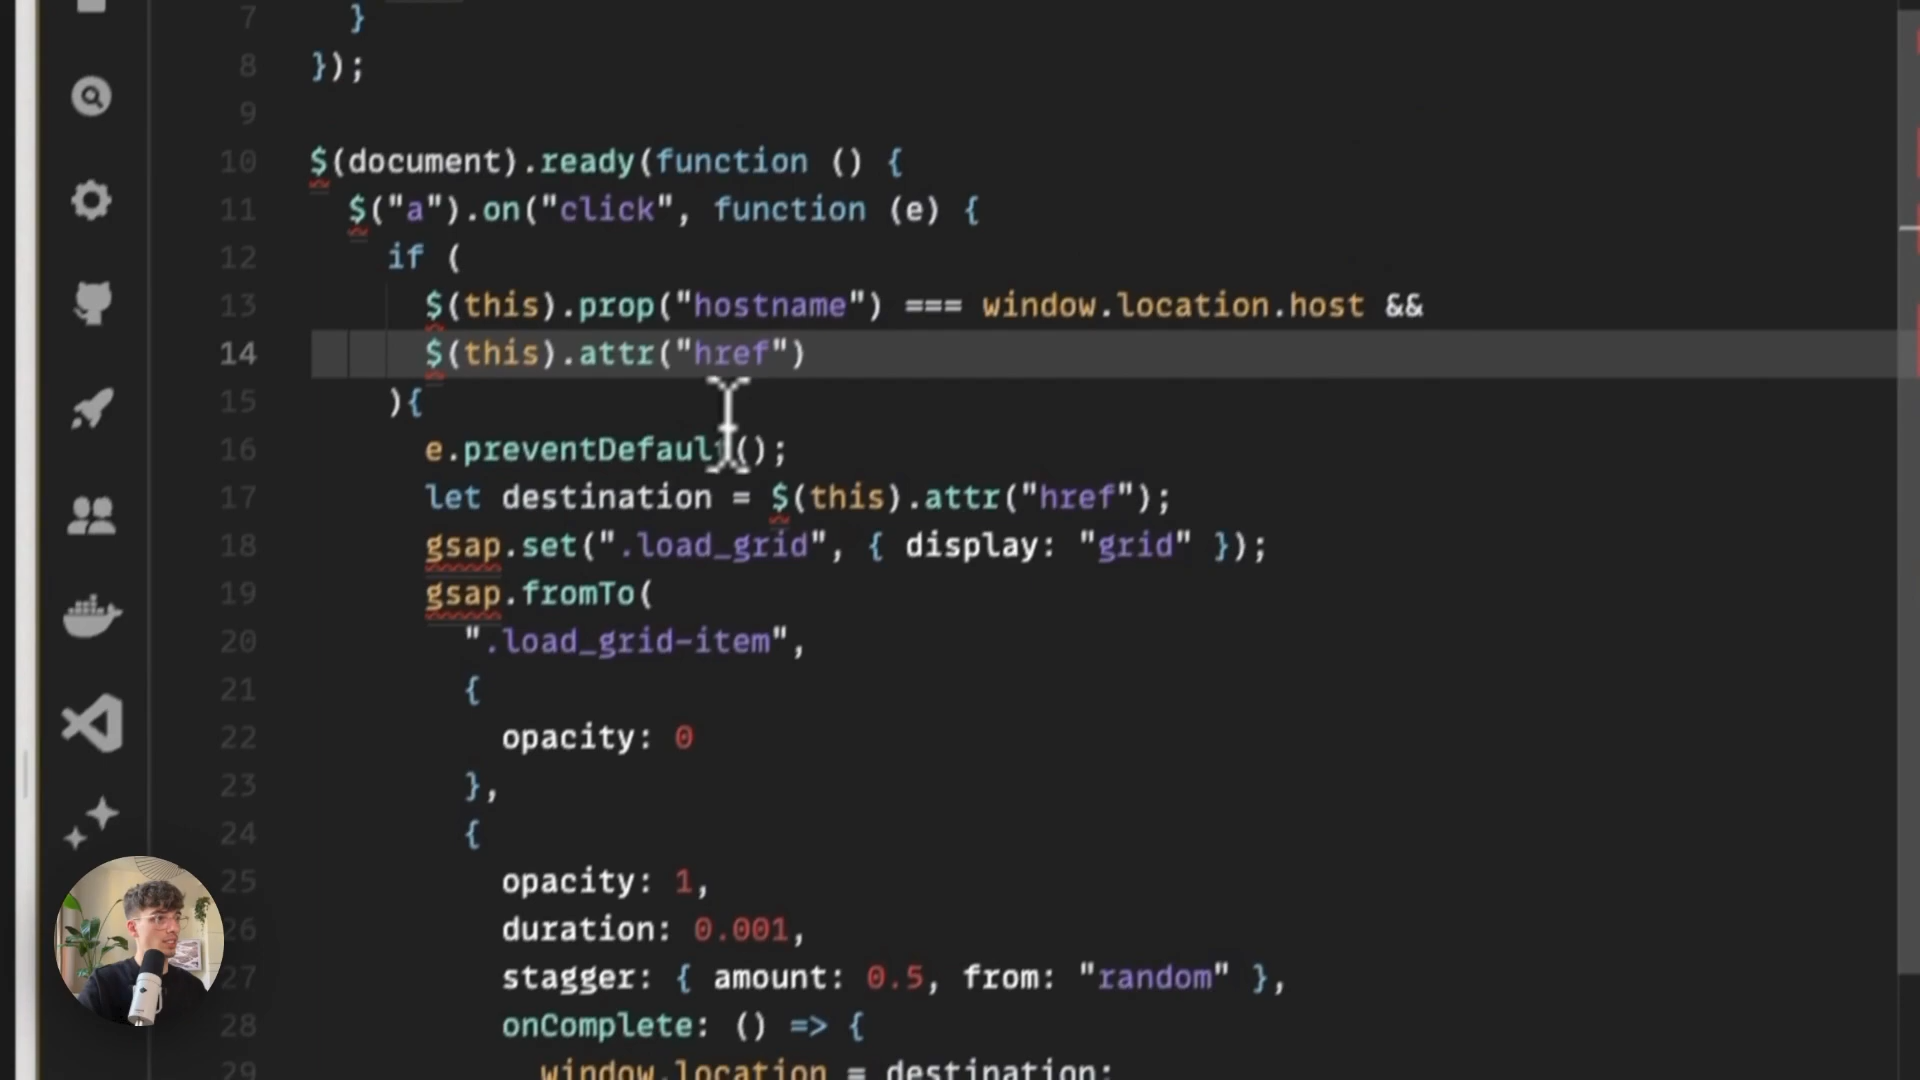 7 }
8 });
9
10 $(document).ready(function () {
11 $("a").on("click", function (e) {
12 if (
13 $(this).prop("hostname") === window.location.host &&
14 $(this).attr("href")
15 ){
16 e.preventDefault();
17 let destination = $(this).attr("href");
18 gsap.set(".load_grid", { display: "grid" });
19 gsap.fromTo(
20 ".load_grid-item",
21 {
22 opacity: 0
23 },
24 {
25 opacity: 1,
26 duration: 0.001,
27 stagger: { amount: 0.5, from: "random" },
28 onComplete: () => {
29 window.location = destination;